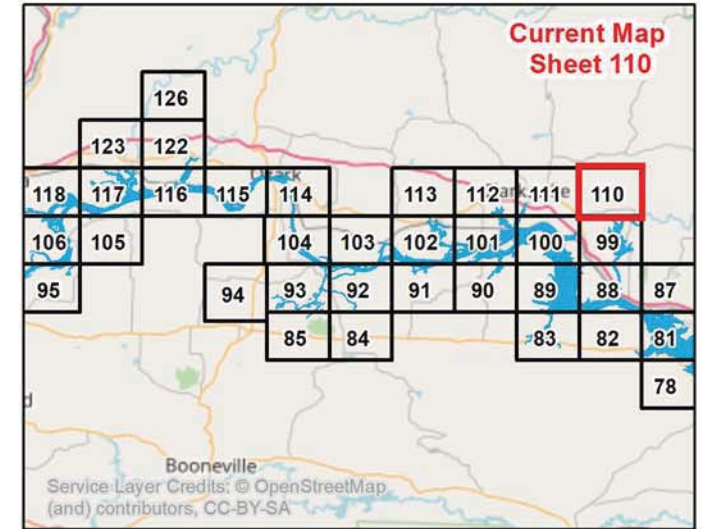 Current Map
Sheet 110
126
123 122
Ozark
118 117 116 115 114 113 112 111 110
106 105 104 103 102 101 100 99
95 94 93 92 91 90 89 88 87
85 84 83 82 81
78
Booneville
Service Layer Credits: © OpenStreetMap
(and) contributors, CC-BY-SA